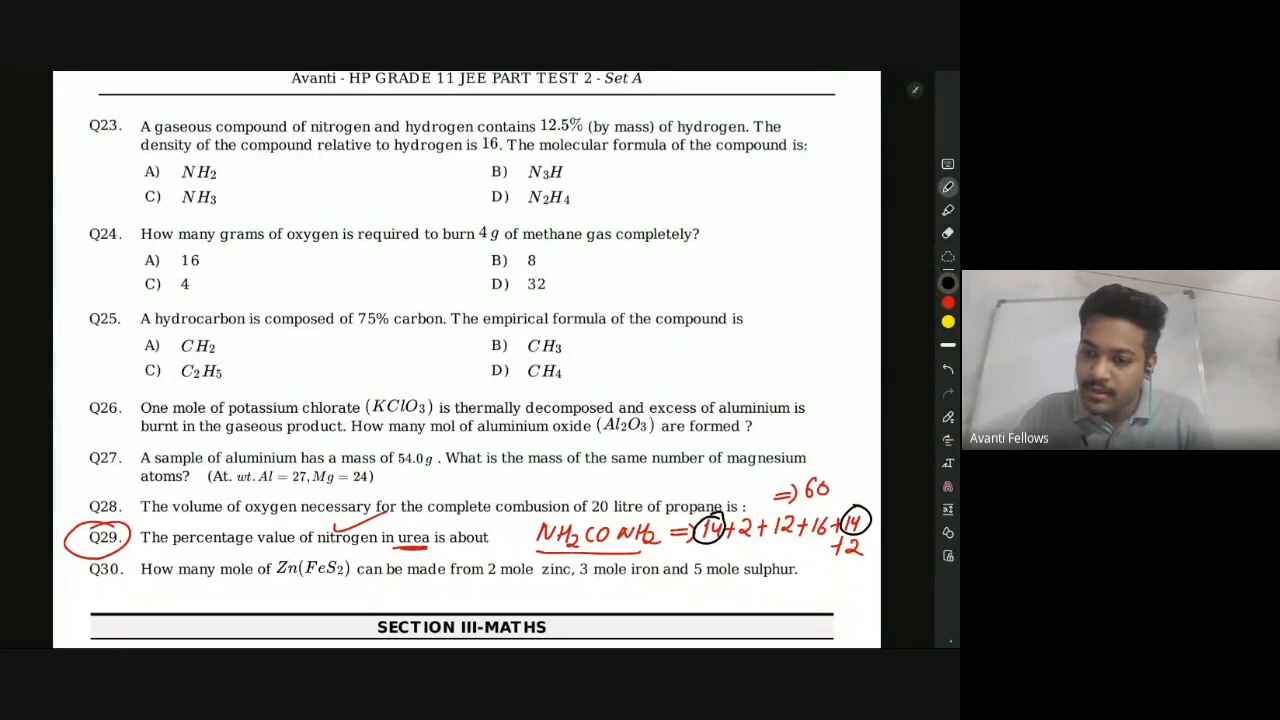 Avanti - HP GRADE 11 JEE PART TEST 2 - Set A
Q23. A gaseous compound of nitrogen and hydrogen contains 12.5% (by mass) of hydrogen. The
density of the compound relative to hydrogen is 16. The molecular formula of the compound is:
A) NH2 B) N3H
C) NH3 D) N2H4
Q24. How many grams of oxygen is required to burn 4 g of methane gas completely?
A) 16 B) 8
C) 4 D) 32
Q25. A hydrocarbon is composed of 75% carbon. The empirical formula of the compound is
A) CH2 B) CH3
C) C2H5 D) CH4
Q26. One mole of potassium chlorate (KClO3) is thermally decomposed and excess of aluminium is
burnt in the gaseous product. How many mol of aluminium oxide (Al2O3) are formed ?
Q27. A sample of aluminium has a mass of 54.0g . What is the mass of the same number of magnesium
atoms? (At. wt. Al = 27, Mg = 24)
=) 60
Q28. The volume of oxygen necessary for the complete combusion of 20 litre of propane is :
Q29. The percentage value of nitrogen in urea is about NH2 CO NH2 =) 14+2+12+16+14
+2
Q30. How many mole of Zn(FeS2) can be made from 2 mole zinc, 3 mole iron and 5 mole sulphur.
SECTION III-MATHS
Avanti Fellows